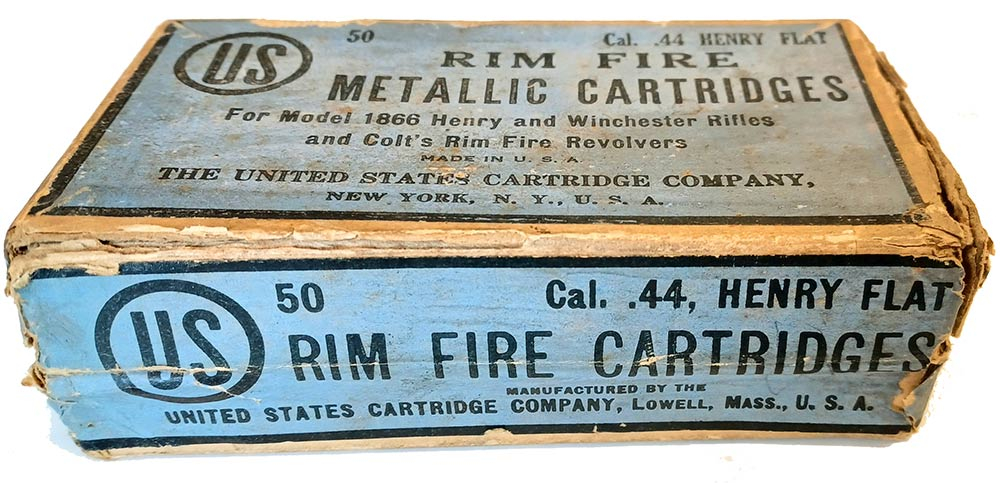 US
50
Cal. .44 HENRY FLAT
RIM FIRE
METALLIC CARTRIDGES
For Model 1866 Henry and Winchester Rifles
and Colt's Rim Fire Revolvers
MADE IN U. S. A
THE UNITED STATES CARTRIDGE COMPANY,
NEW YORK, N. Y., U. S. A.
US
50
Cal. .44, HENRY FLAT
RIM FIRE CARTRIDGES
MANUFACTURED BY THE
UNITED STATES CARTRIDGE COMPANY, LOWELL, MASS., U. S. A.